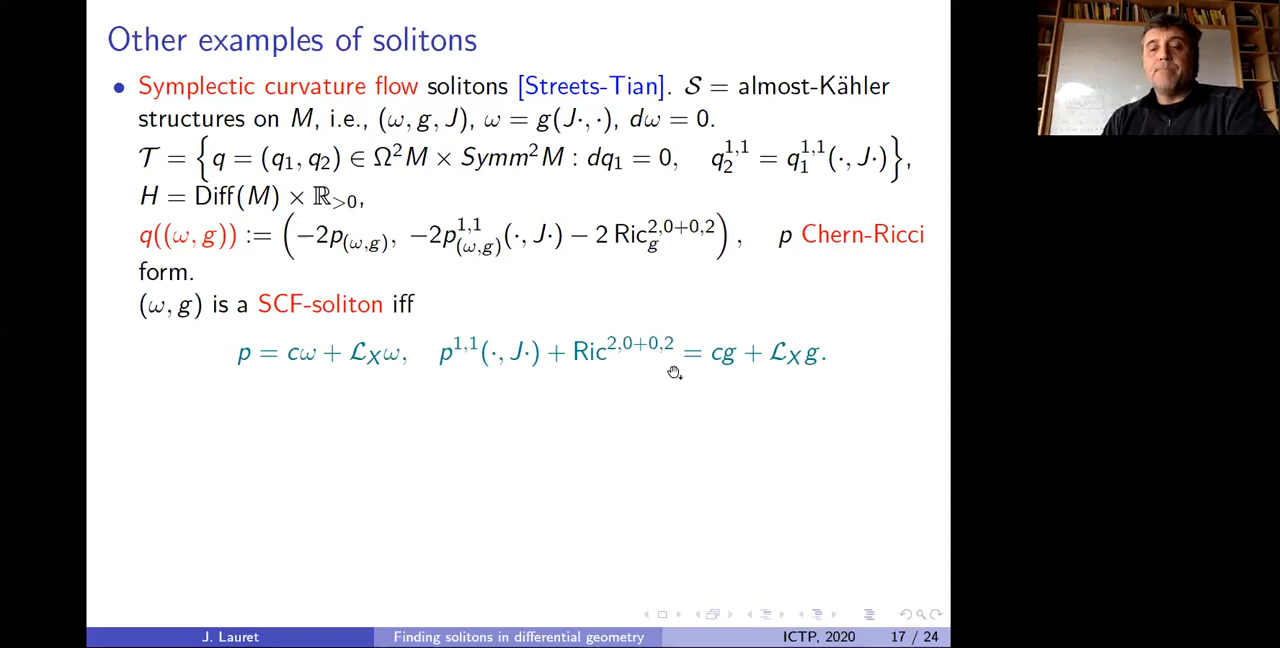 Other examples of solitons
• Symplectic curvature flow solitons [Streets-Tian]. 𝒮 = almost-Kähler
structures on M, i.e., (ω, g, J), ω = g(J·, ·), dω = 0.
𝒯 = {q = (q₁, q₂) ∈ Ω²M × Symm²M : dq₁ = 0, q₂^{1,1} = q₁^{1,1}(·, J·)},
H = Diff(M) × ℝ_{>0},
q((ω, g)) := (−2p_{(ω,g)}, −2p^{1,1}_{(ω,g)}(·, J·) − 2 Ric_g^{2,0+0,2}), p Chern-Ricci
form.
(ω, g) is a SCF-soliton iff
p = cω + ℒ_Xω, p^{1,1}(·, J·) + Ric^{2,0+0,2} = cg + ℒ_Xg.
J. Lauret Finding solitons in differential geometry ICTP, 2020 17 / 24